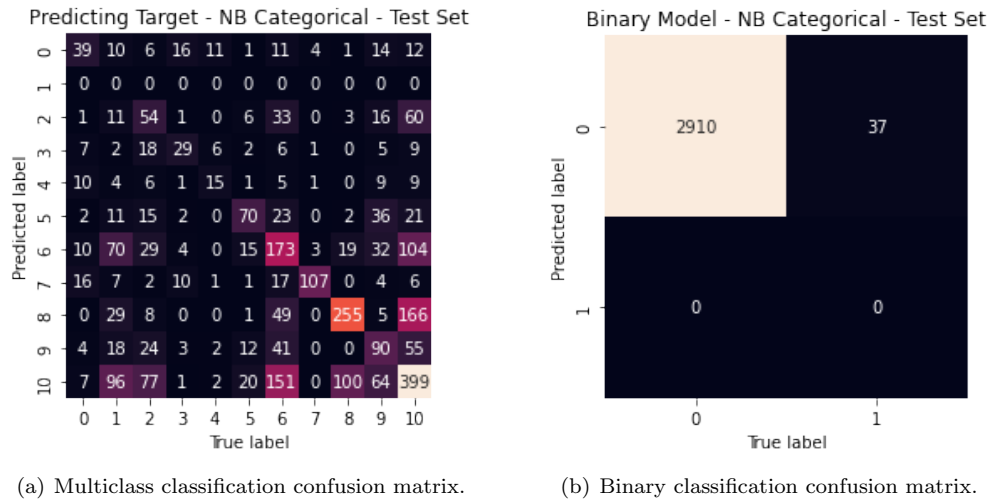 Predicting Target - NB Categorical - Test Set
0 39 10 6 16 11 1 11 4 1 14 12
1 0 0 0 0 0 0 0 0 0 0 0
2 1 11 54 1 0 6 33 0 3 16 60
3 7 2 18 29 6 2 6 1 0 5 9
4 10 4 6 1 15 1 5 1 0 9 9
5 2 11 15 2 0 70 23 0 2 36 21
6 10 70 29 4 0 15 173 3 19 32 104
7 16 7 2 10 1 1 17 107 0 4 6
8 0 29 8 0 0 1 49 0 255 5 166
9 4 18 24 3 2 12 41 0 0 90 55
10 7 96 77 1 2 20 151 0 100 64 399
0 1 2 3 4 5 6 7 8 9 10
Predicted label
True label
(a) Multiclass classification confusion matrix.
Binary Model - NB Categorical - Test Set
0 2910 37
1 0 0
0 1
Predicted label
True label
(b) Binary classification confusion matrix.